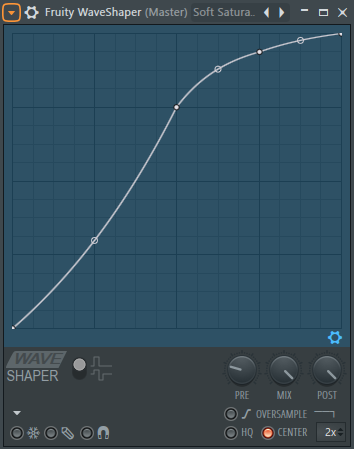 Fruity WaveShaper (Master) Soft Satura..
WAVE
SHAPER
PRE MIX POST
OVERSAMPLE
HQ CENTER 2x